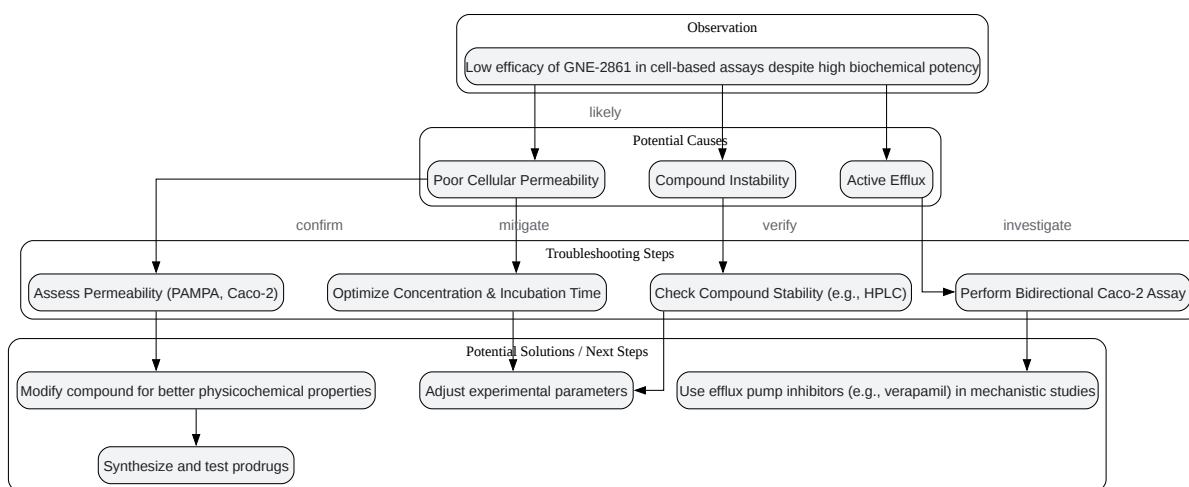 Observation
Low efficacy of GNE-2861 in cell-based assays despite high biochemical potency
likely
Potential Causes
Poor Cellular Permeability
Compound Instability
Active Efflux
confirm
mitigate
verify
investigate
Troubleshooting Steps
Assess Permeability (PAMPA, Caco-2)
Optimize Concentration & Incubation Time
Check Compound Stability (e.g., HPLC)
Perform Bidirectional Caco-2 Assay
Potential Solutions / Next Steps
Modify compound for better physicochemical properties
Adjust experimental parameters
Use efflux pump inhibitors (e.g., verapamil) in mechanistic studies
Synthesize and test prodrugs